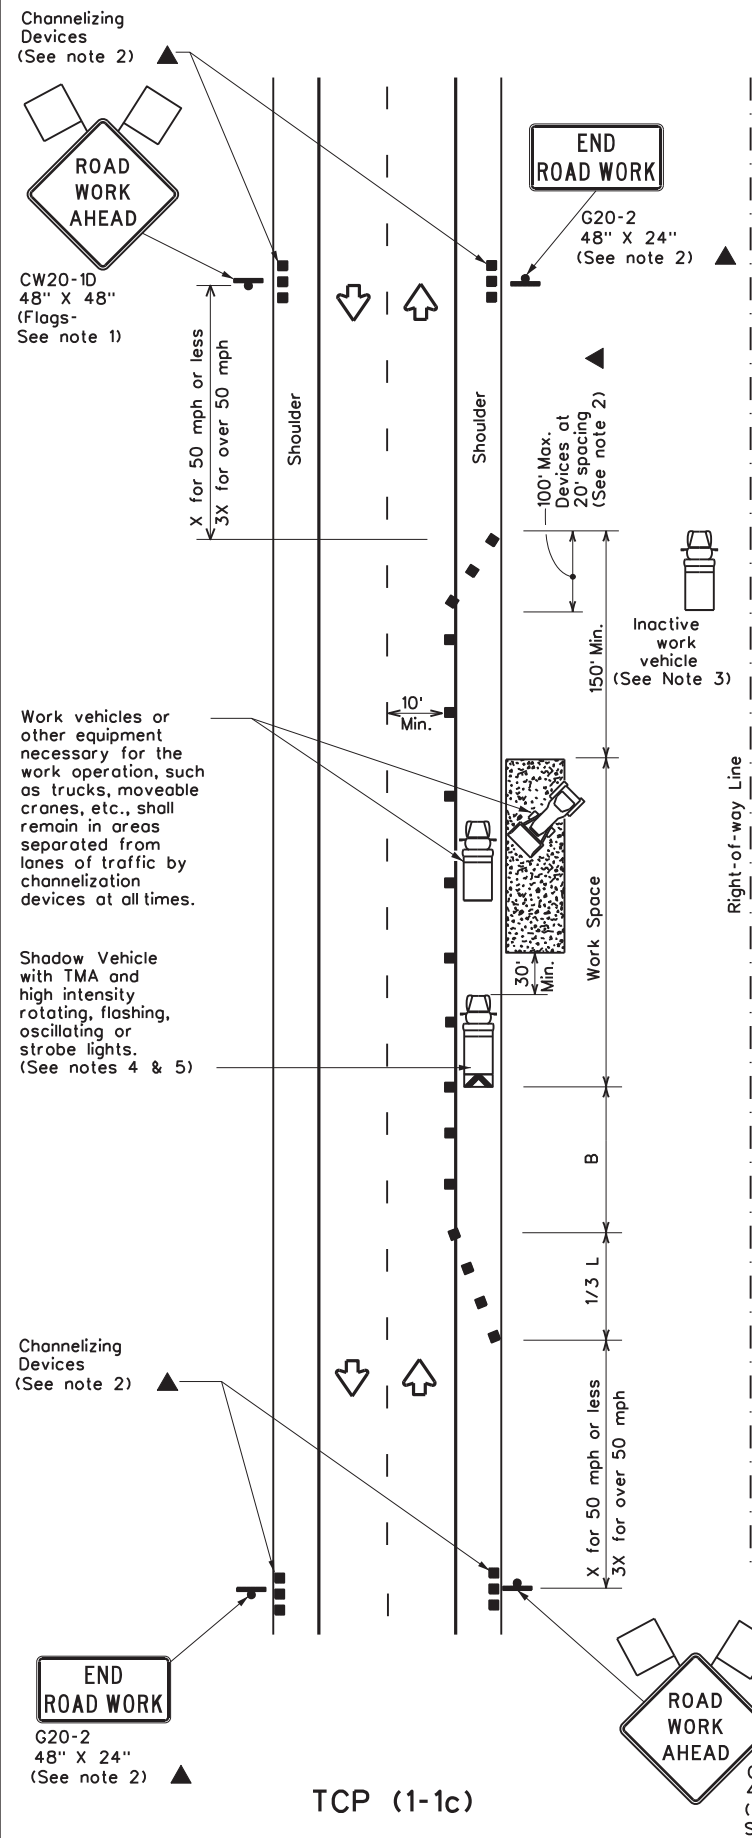 Channelizing
Devices
(See note 2)
ROAD
WORK
AHEAD
CW20-1D
48" X 48"
(Flags-
See note 1)
END
ROAD WORK
G20-2
48" X 24"
(See note 2)
X for 50 mph or less
3X for over 50 mph
Shoulder
Shoulder
100' Max.
Devices at
20' spacing
(See note 2)
150' Min.
Inactive
work
vehicle
(See Note 3)
10'
Min.
Work vehicles or
other equipment
necessary for the
work operation, such
as trucks, moveable
cranes, etc., shall
remain in areas
separated from
lanes of traffic by
channelization
devices at all times.
Right-of-way Line
Work Space
30'
Min.
Shadow Vehicle
with TMA and
high intensity
rotating, flashing,
oscillating or
strobe lights.
(See notes 4 & 5)
B
1/3 L
Channelizing
Devices
(See note 2)
X for 50 mph or less
3X for over 50 mph
END
ROAD WORK
G20-2
48" X 24"
(See note 2)
ROAD
WORK
AHEAD
TCP (1-1c)